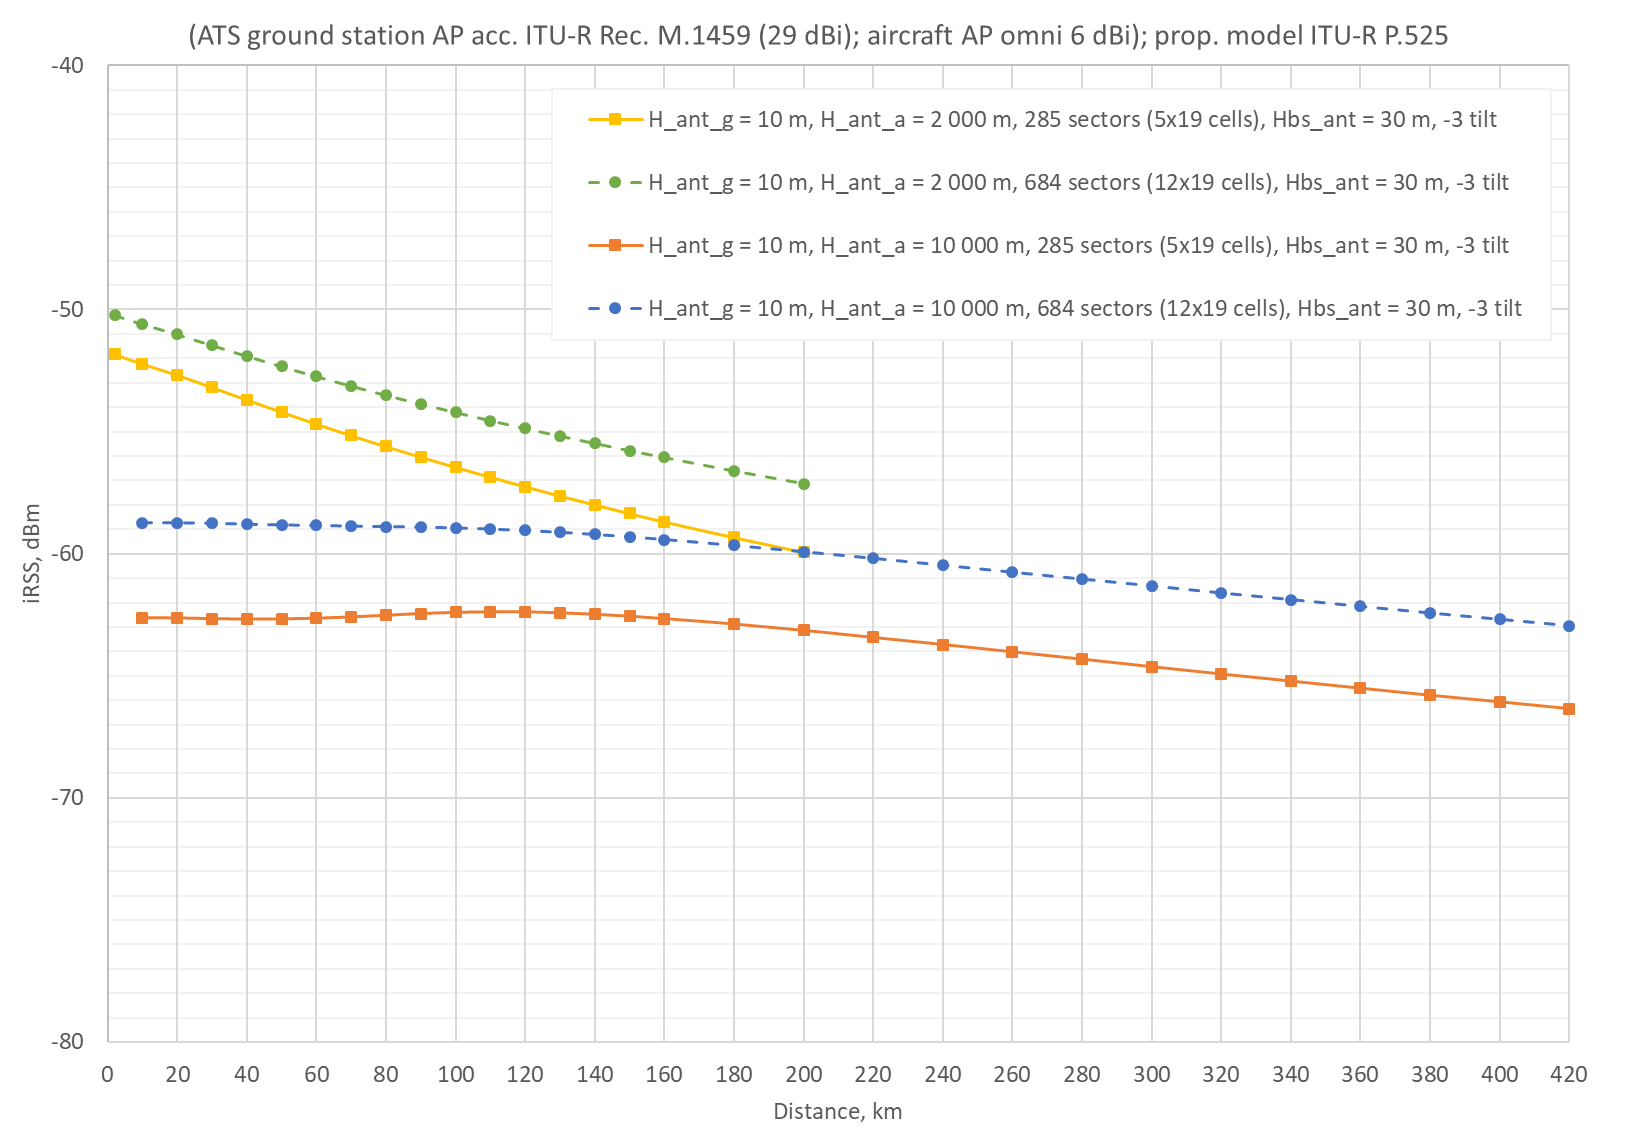 (ATS ground station AP acc. ITU-R Rec. M.1459 (29 dBi); aircraft AP omni 6 dBi); prop. model ITU-R P.525
-40
-50
-60
-70
-80
iRSS, dBm
H_ant_g = 10 m, H_ant_a = 2 000 m, 285 sectors (5x19 cells), Hbs_ant = 30 m, -3 tilt
H_ant_g = 10 m, H_ant_a = 2 000 m, 684 sectors (12x19 cells), Hbs_ant = 30 m, -3 tilt
H_ant_g = 10 m, H_ant_a = 10 000 m, 285 sectors (5x19 cells), Hbs_ant = 30 m, -3 tilt
H_ant_g = 10 m, H_ant_a = 10 000 m, 684 sectors (12x19 cells), Hbs_ant = 30 m, -3 tilt
0 20 40 60 80 100 120 140 160 180 200 220 240 260 280 300 320 340 360 380 400 420
Distance, km